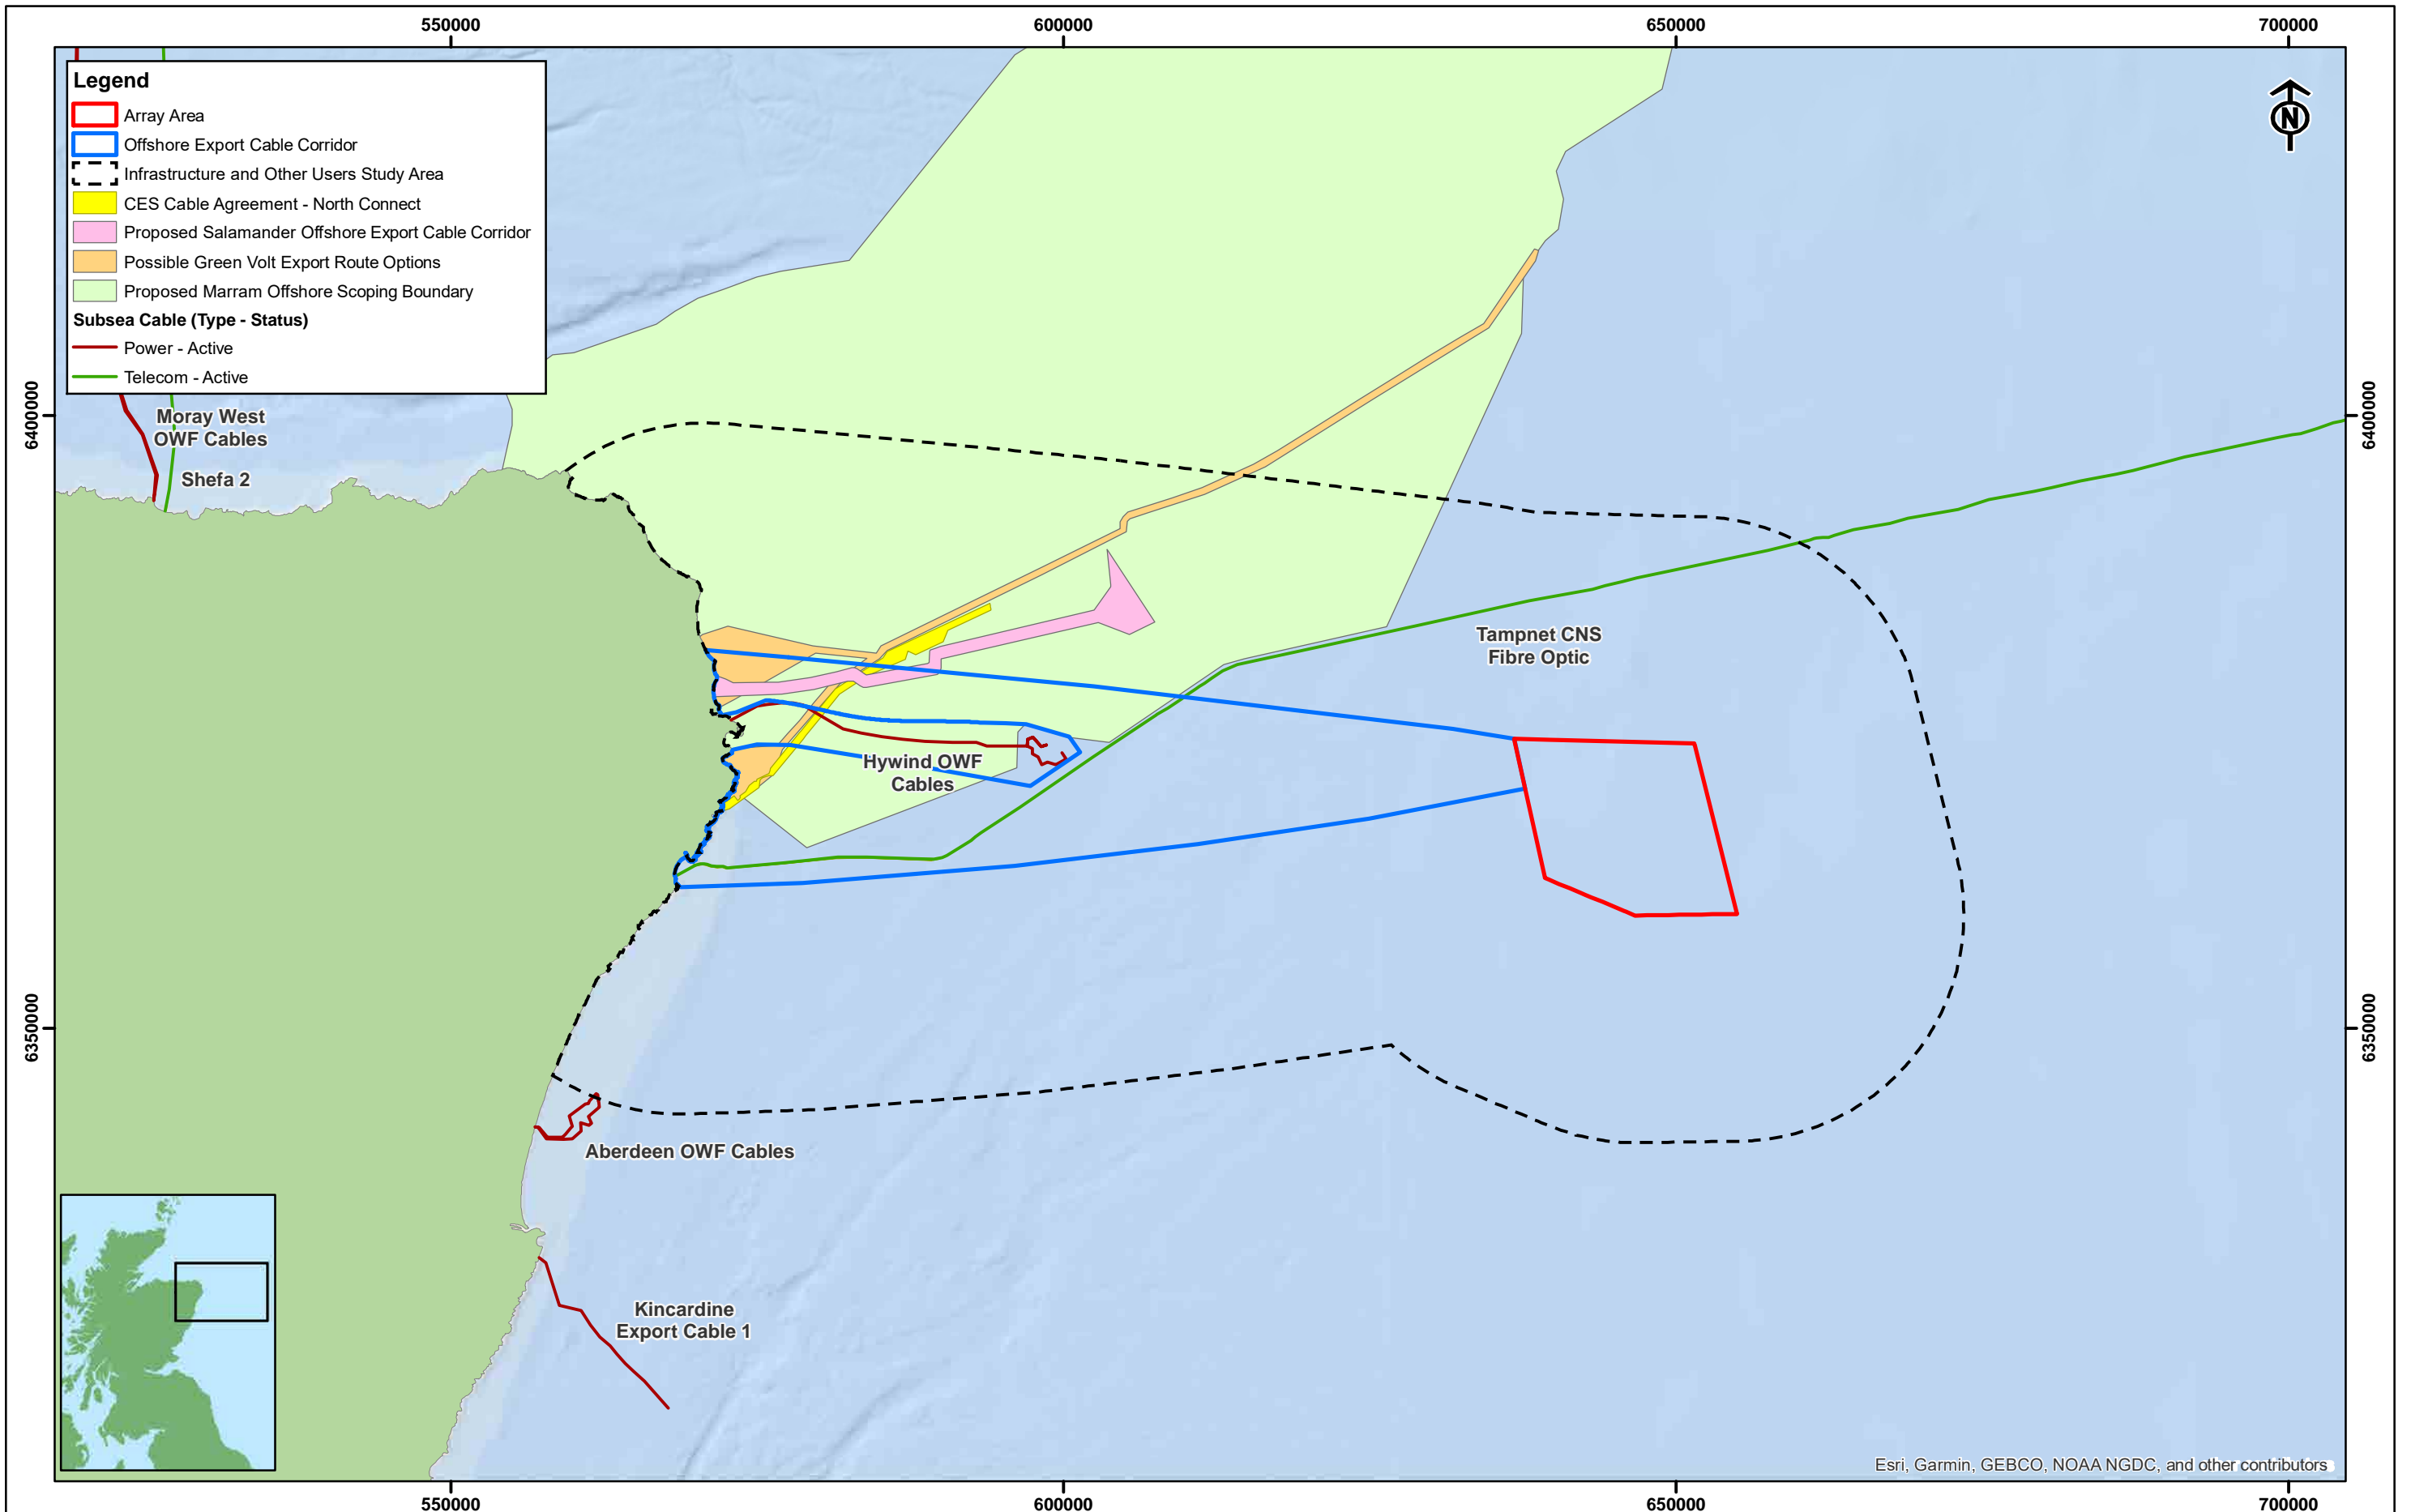 550000
600000
650000
700000
Legend
Array Area
Offshore Export Cable Corridor
Infrastructure and Other Users Study Area
CES Cable Agreement - North Connect
Proposed Salamander Offshore Export Cable Corridor
Possible Green Volt Export Route Options
Proposed Marram Offshore Scoping Boundary
Subsea Cable (Type - Status)
Power - Active
Telecom - Active
N
6400000
6400000
Moray West
OWF Cables
Shefa 2
Tampnet CNS
Fibre Optic
Hywind OWF
Cables
6350000
6350000
Aberdeen OWF Cables
Kincardine
Export Cable 1
Esri, Garmin, GEBCO, NOAA NGDC, and other contributors
550000
600000
650000
700000